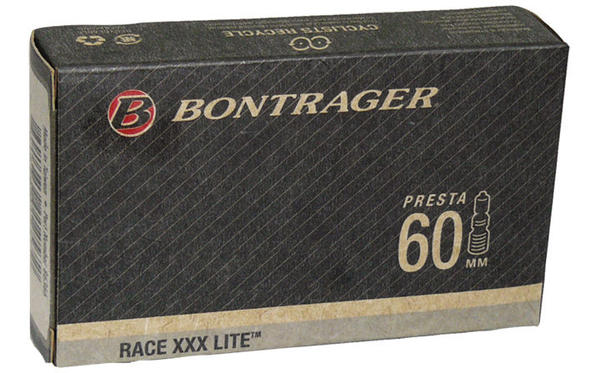 CYCLISTS RECYCLE
B BONTRAGER
PRESTA
60
MM
RACE XXX LITE™